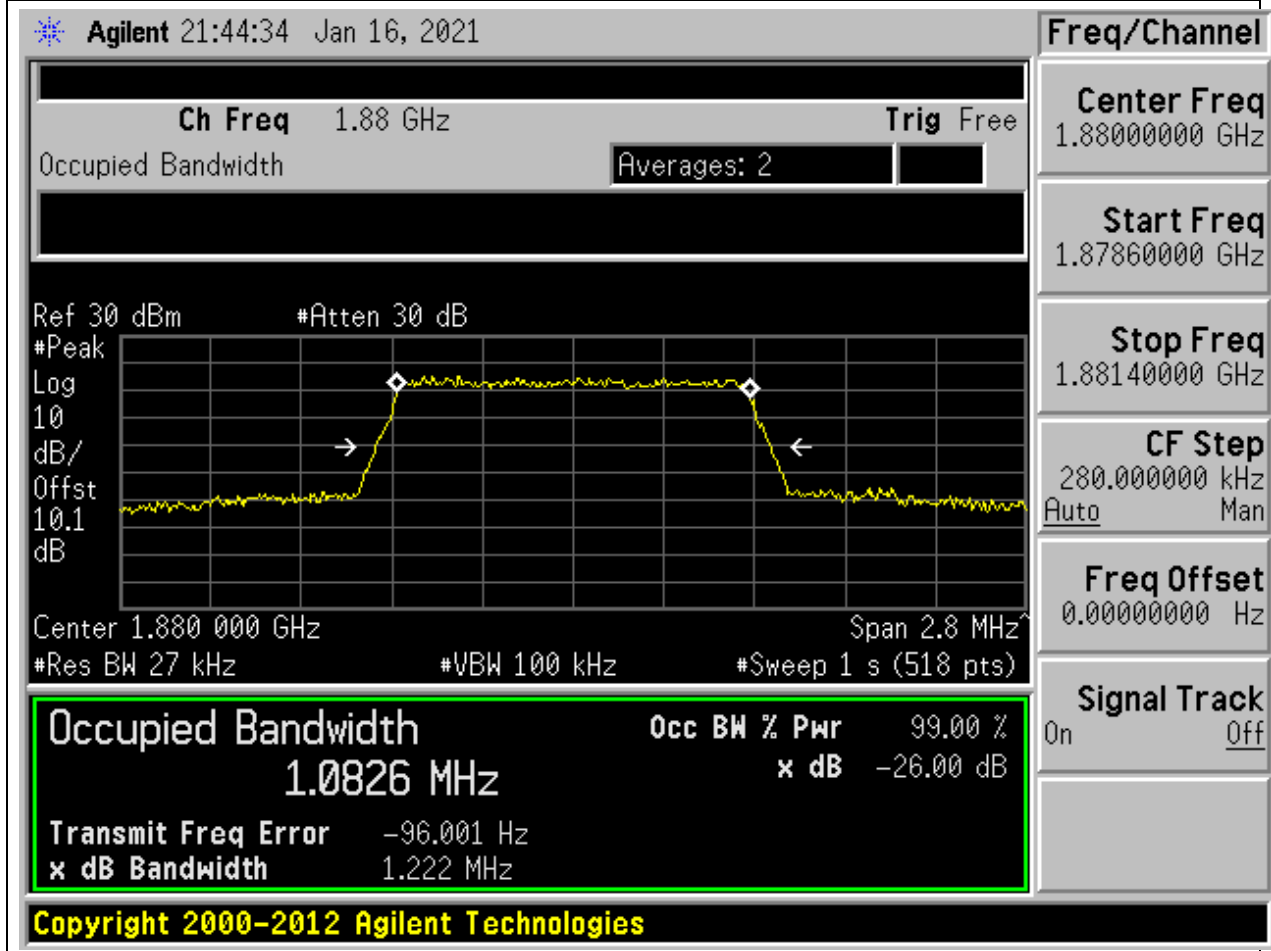 Agilent 21:44:34 Jan 16, 2021
Freq/Channel
Ch Freq 1.88 GHz Trig Free
Occupied Bandwidth Averages: 2
Ref 30 dBm #Atten 30 dB
#Peak
Log
10
dB/
Offst
10.1
dB
Center 1.880 000 GHz Span 2.8 MHz^
#Res BW 27 kHz #VBW 100 kHz #Sweep 1 s (518 pts)
Occupied Bandwidth Occ BW % Pwr 99.00 %
1.0826 MHz x dB -26.00 dB
Transmit Freq Error -96.001 Hz
x dB Bandwidth 1.222 MHz
Center Freq
1.88000000 GHz
Start Freq
1.87860000 GHz
Stop Freq
1.88140000 GHz
CF Step
280.000000 kHz
Auto Man
Freq Offset
0.00000000 Hz
Signal Track
On Off
Copyright 2000-2012 Agilent Technologies